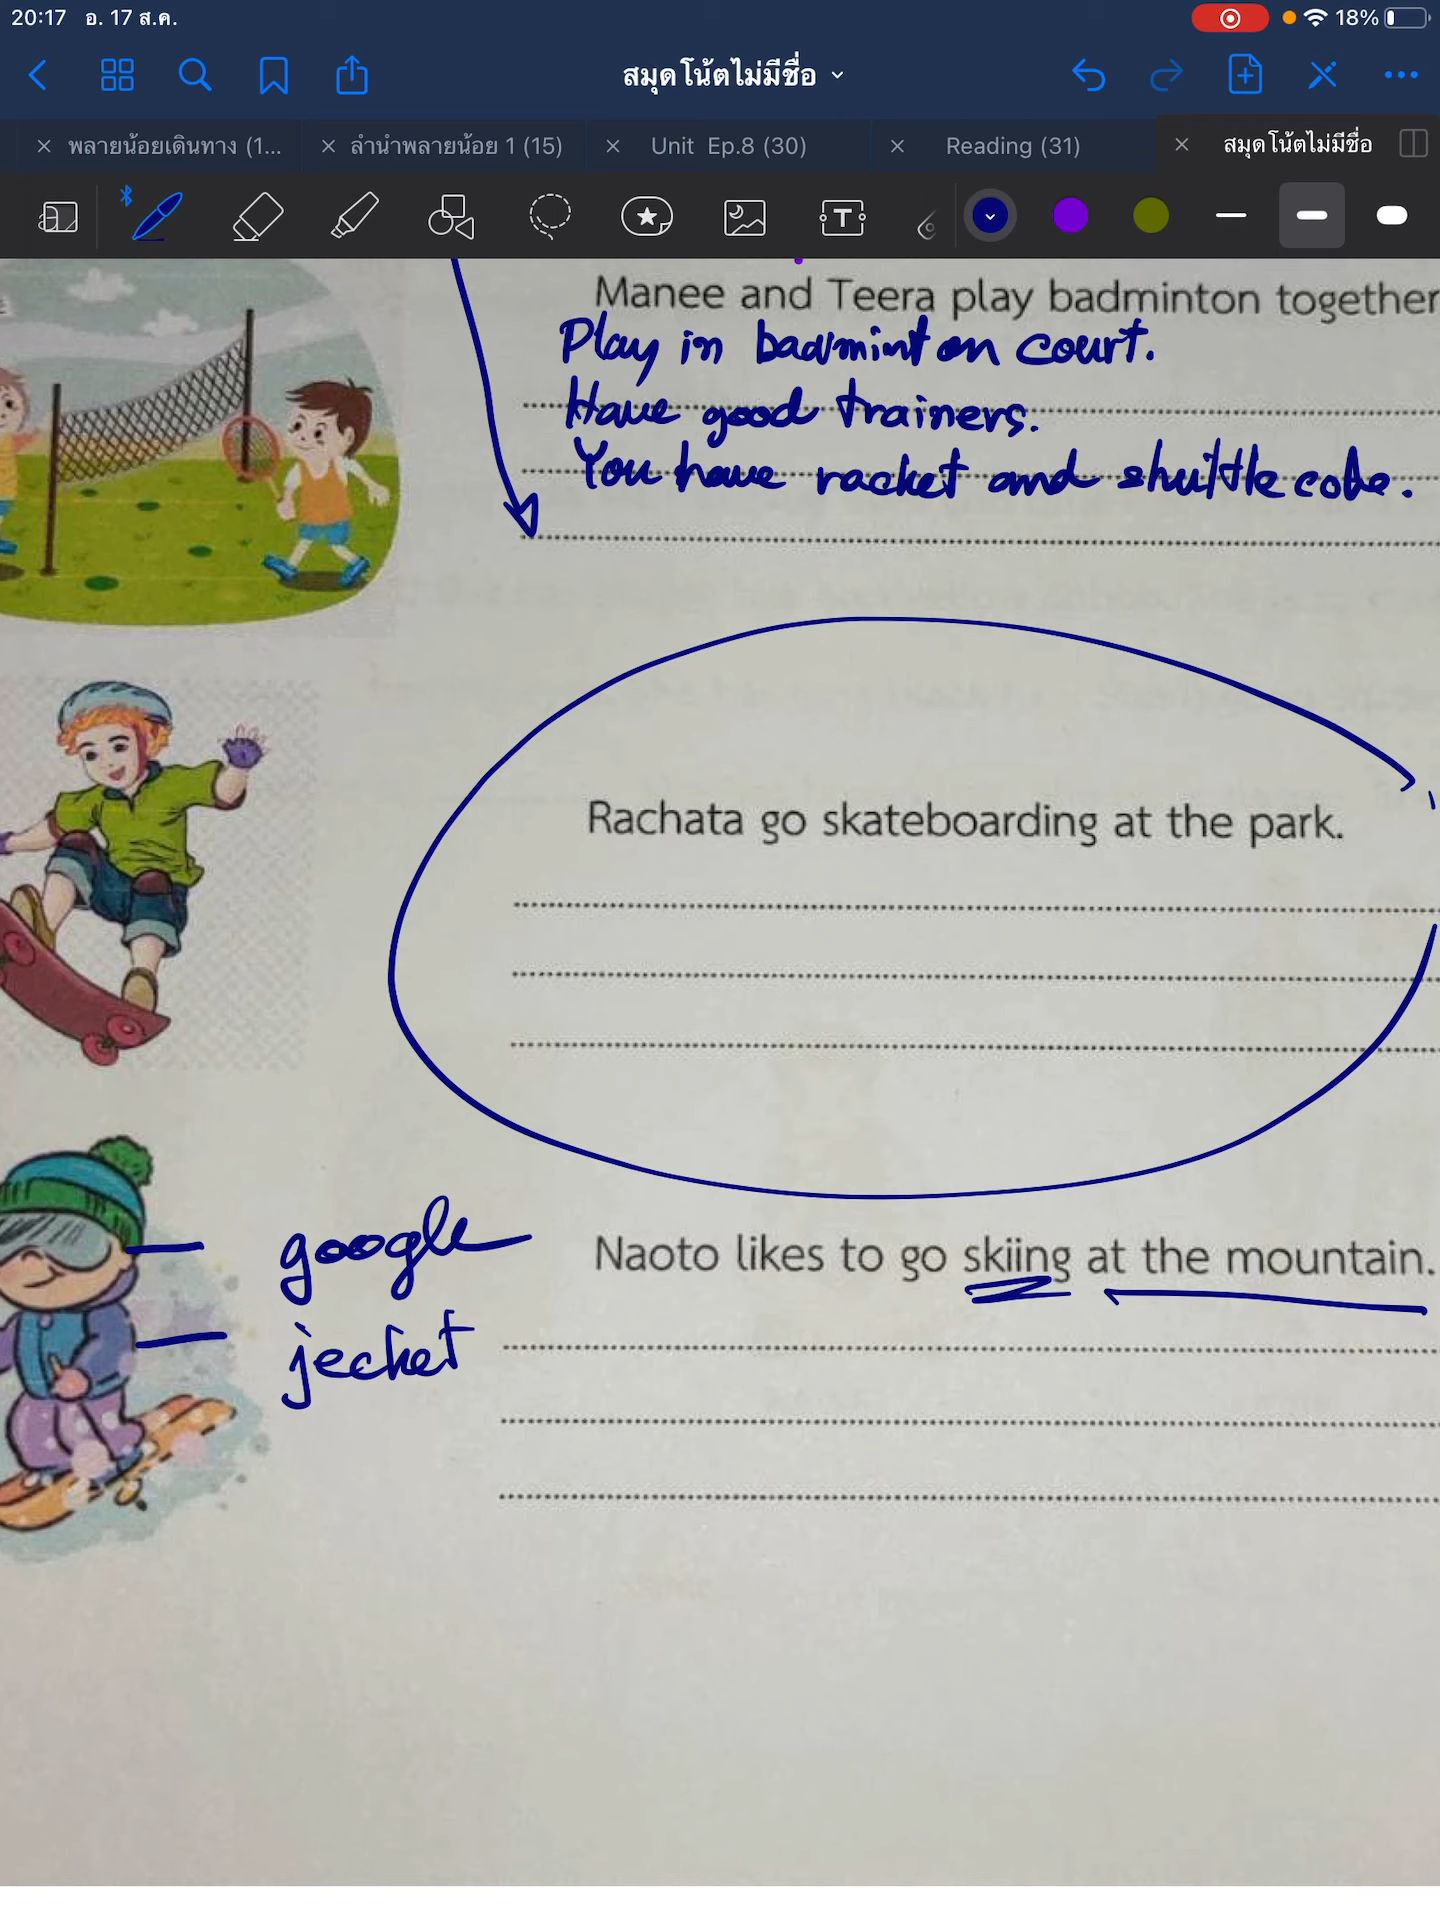 20:17 อ. 17 ส.ค.
18%
สมุดโน้ตไม่มีชื่อ
พลายน้อยเดินทาง (1...
ลำนำพลายน้อย 1 (15)
Unit Ep.8 (30)
Reading (31)
สมุดโน้ตไม่มีชื่อ
Manee and Teera play badminton together
Play in badminton court.
Have good trainers.
You have racket and shuttle
Rachata go skateboarding at the park.
google
Naoto likes to go skiing at the mountain.
jecket